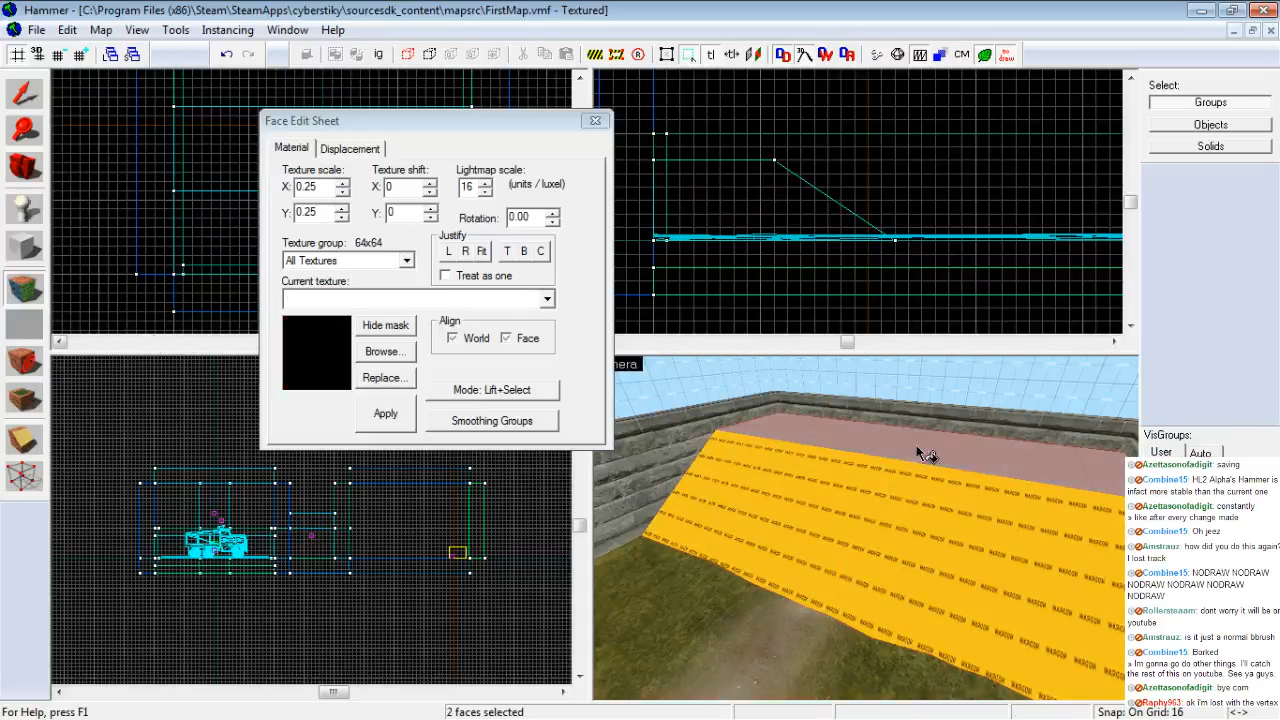 Hammer - [C:\Program Files (x86)\Steam\SteamApps\cyberstiky\sourcesdk_content\mapsrc\FirstMap.vmf - Textured]
File Edit Map View Tools Instancing Window Help
3D
ig
tl
CM
Select:
Groups
Objects
Solids
Face Edit Sheet
Material Displacement
Texture scale: Texture shift: Lightmap scale:
X: 0.25 X: 0 16 (units / luxel)
Y: 0.25 Y: 0 Rotation: 0.00
Texture group: 64x64 Justify
All Textures L R Fit T B C
Treat as one
Current texture:
Hide mask
Align
World Face
Browse...
Replace...
Mode: Lift+Select
Apply
Smoothing Groups
mera
VisGroups:
User Auto
Azettasonofadigit: saving
Combine15: HL2 Alpha's Hammer is
infact more stable than the current one
Azettasonofadigit: constantly
» like after every change made
Combine15: Oh jeez
Amstrauz: how did you do this again?
I lost track
Combine15: NODRAW NODRAW
NODRAW NODRAW NODRAW
NODRAW
Rollersteaam: dont worry it will be on
youtube
Amstrauz: is it just a normal bbrush
Combine15: Borked
» Im gonna go do other things. I'll catch
the rest of this on youtube. See ya guys.
Azettasonofadigit: bye com
Raphy963: ok i'm lost with the vertex
For Help, press F1
2 faces selected
Snap: On Grid: 16 <->